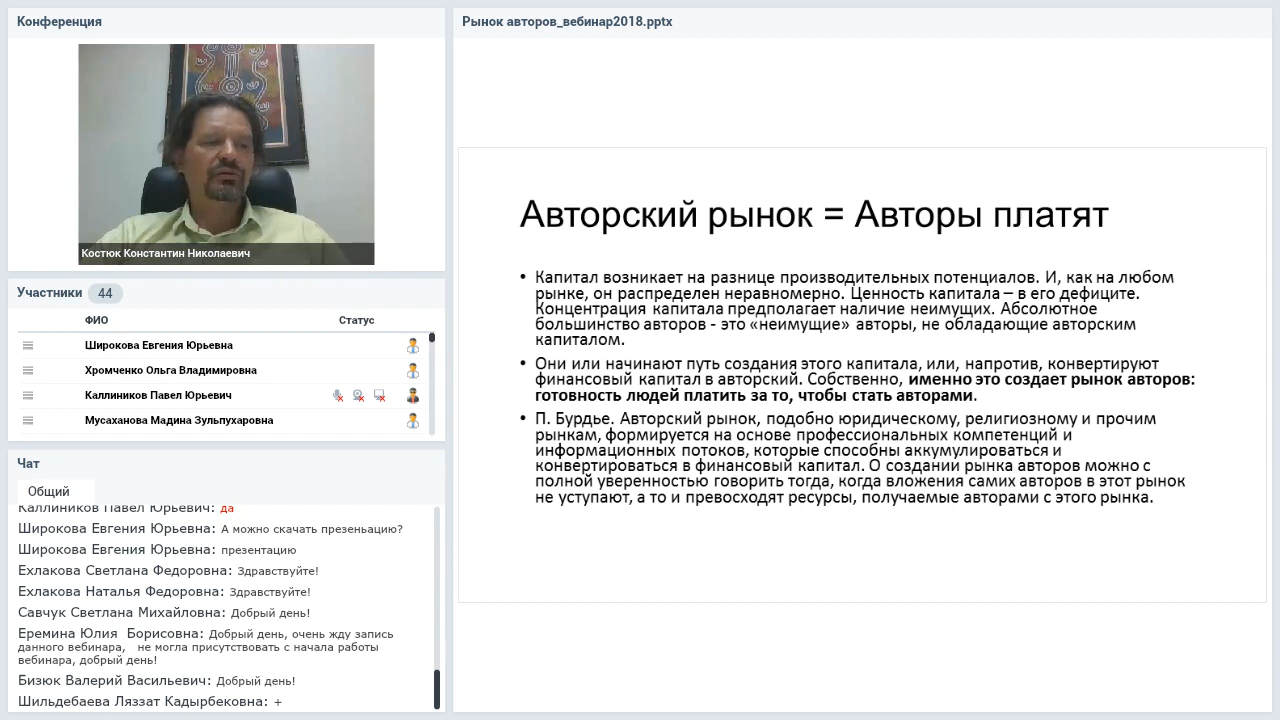 Конференция
Костюк Константин Николаевич
Участники 44
ФИО Статус
Широкова Евгения Юрьевна
Хромченко Ольга Владимировна
Каллиников Павел Юрьевич
Мусаханова Мадина Зульпухаровна
Чат
Общий
Каллиников Павел Юрьевич: да
Широкова Евгения Юрьевна: А можно скачать презеньацию?
Широкова Евгения Юрьевна: презентацию
Ехлакова Светлана Федоровна: Здравствуйте!
Ехлакова Наталья Федоровна: Здравствуйте!
Савчук Светлана Михайловна: Добрый день!
Еремина Юлия Борисовна: Добрый день, очень жду запись
данного вебинара, не могла присутствовать с начала работы
вебинара, добрый день!
Бизюк Валерий Васильевич: Добрый день!
Шильдебаева Ляззат Кадырбековна: +
Рынок авторов_вебинар2018.pptx
Авторский рынок = Авторы платят
• Капитал возникает на разнице производительных потенциалов. И, как на любом
рынке, он распределен неравномерно. Ценность капитала – в его дефиците.
Концентрация капитала предполагает наличие неимущих. Абсолютное
большинство авторов - это «неимущие» авторы, не обладающие авторским
капиталом.
• Они или начинают путь создания этого капитала, или, напротив, конвертируют
финансовый капитал в авторский. Собственно, именно это создает рынок авторов:
готовность людей платить за то, чтобы стать авторами.
• П. Бурдье. Авторский рынок, подобно юридическому, религиозному и прочим
рынкам, формируется на основе профессиональных компетенций и
информационных потоков, которые способны аккумулироваться и
конвертироваться в финансовый капитал. О создании рынка авторов можно с
полной уверенностью говорить тогда, когда вложения самих авторов в этот рынок
не уступают, а то и превосходят ресурсы, получаемые авторами с этого рынка.